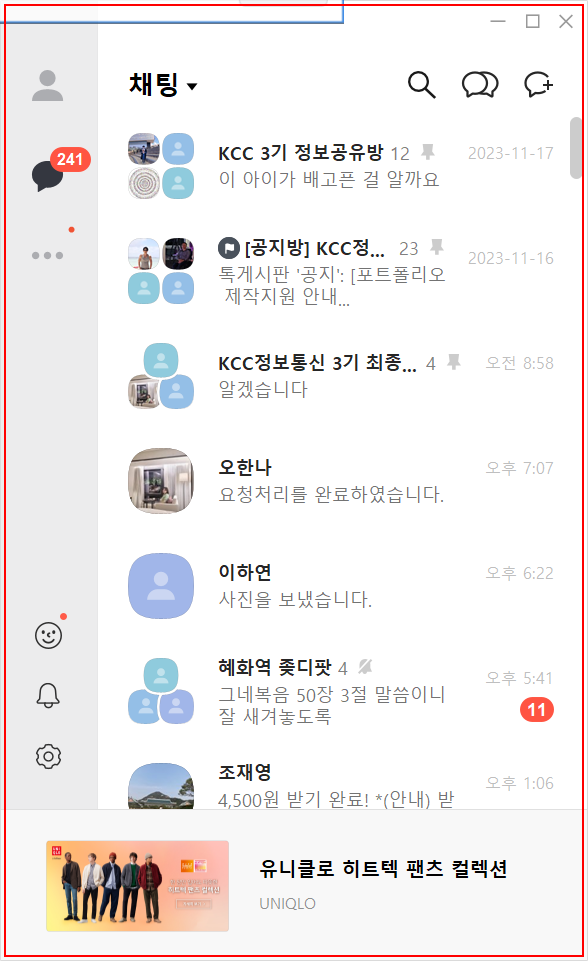 채팅
241
KCC 3기 정보공유방 12
2023-11-17
이 아이가 배고픈 걸 알까요
[공지방] KCC정... 23
2023-11-16
톡게시판 '공지': [포트폴리오
제작지원 안내...
KCC정보통신 3기 최종... 4
오전 8:58
알겠습니다
오한나
오후 7:07
요청처리를 완료하였습니다.
이하연
오후 6:22
사진을 보냈습니다.
혜화역 좆디팟 4
오후 5:41
그네복음 50장 3절 말씀이니
잘 새겨놓도록
11
조재영
오후 1:06
4,500원 받기 완료! *(안내) 받
히트텍 팬츠 컬렉션
유니클로 히트텍 팬츠 컬렉션
UNIQLO